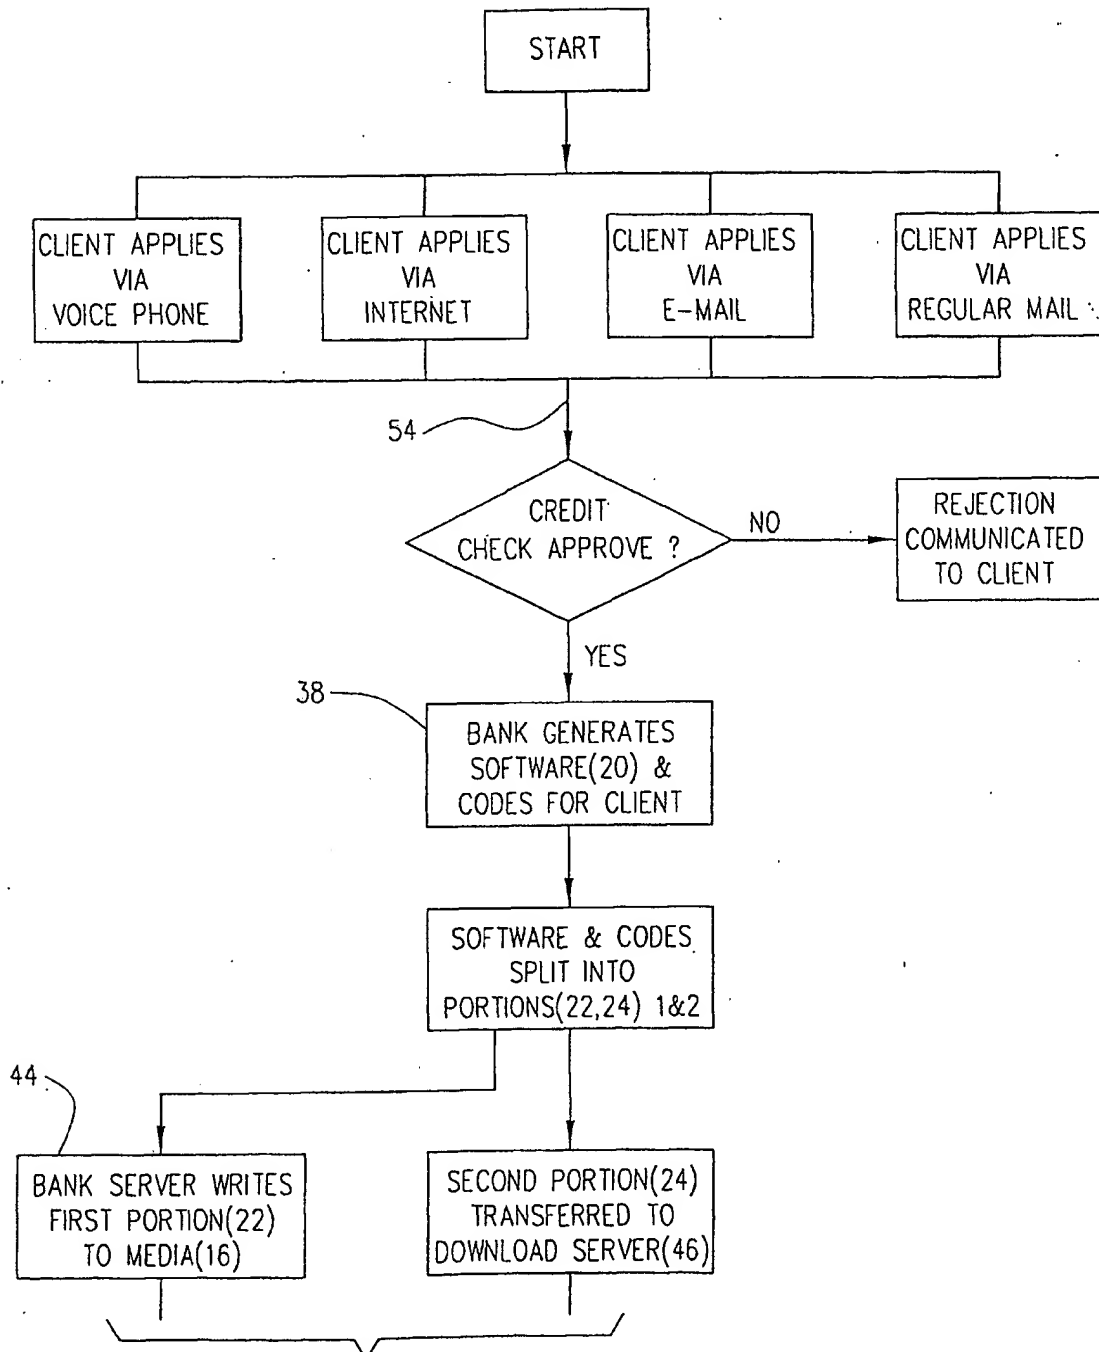 START
CLIENT APPLIES
VIA
VOICE PHONE
CLIENT APPLIES
VIA
INTERNET
CLIENT APPLIES
VIA
E-MAIL
CLIENT APPLIES
VIA
REGULAR MAIL
54
CREDIT
CHECK APPROVE ?
NO
REJECTION
COMMUNICATED
TO CLIENT
YES
38
BANK GENERATES
SOFTWARE(20) &
CODES FOR CLIENT
SOFTWARE & CODES
SPLIT INTO
PORTIONS(22,24) 1&2
44
BANK SERVER WRITES
FIRST PORTION(22)
TO MEDIA(16)
SECOND PORTION(24)
TRANSFERRED TO
DOWNLOAD SERVER(46)